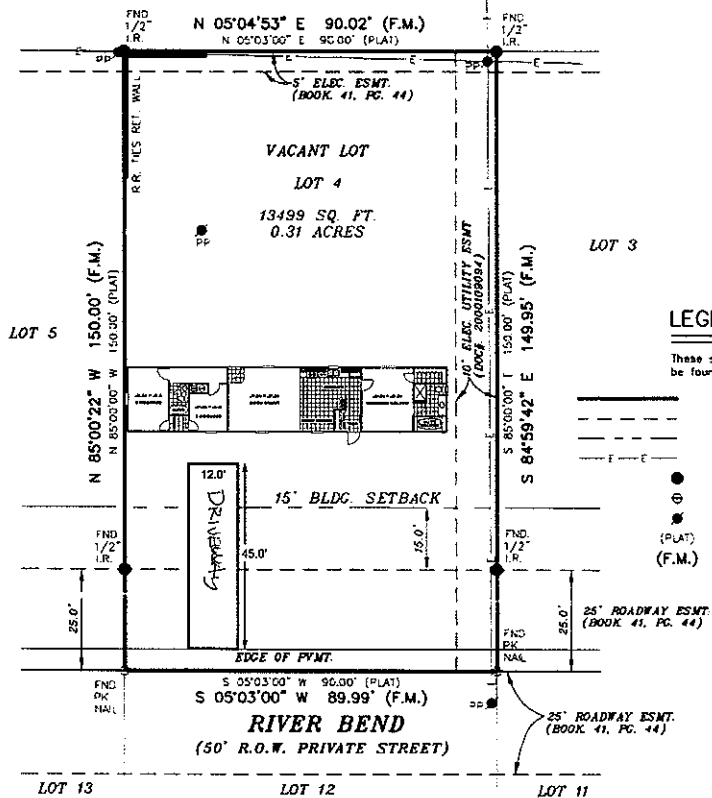 N 05°04'53" E 90.02' (F.M.)
N 05°03'00" E 90.00' (PLAT)
FND
1/2"
I.R.
FND
1/2"
I.R.
PP
PP
E
E
E
E
5' ELEC. ESMT.
(BOOK. 41, PG. 44)
R.R. TIES RET. WALL
VACANT LOT
LOT 4
13499 SQ. FT.
0.31 ACRES
PP
LOT 3
LOT 5
N 85°00'22" W 150.00' (F.M.)
N 85°00'00" W 150.00' (PLAT)
10' ELEC UTILITY ESMT
(DOC# 2000109094)
S 85°00'00" E 150.00' (PLAT)
S 84°59'42" E 149.95' (F.M.)
LEGE
These s
be foun
E E
(PLAT)
(F.M.)
12.0'
DRIVEWAY
45.0'
15' BLDG. SETBACK
15.0'
FND
1/2"
I.R.
FND.
1/2"
I.R.
25.0'
25.0'
25' ROADWAY ESMT.
(BOOK. 41, PG. 44)
EDGE OF PVMT.
FND
PK
NAIL
FND
PK
NAIL
S 05°03'00" W 90.00' (PLAT)
S 05°03'00" W 89.99' (F.M.)
PP
RIVER BEND
(50' R.O.W. PRIVATE STREET)
25' ROADWAY ESMT.
(BOOK. 41, PG. 44)
LOT 13
LOT 12
LOT 11